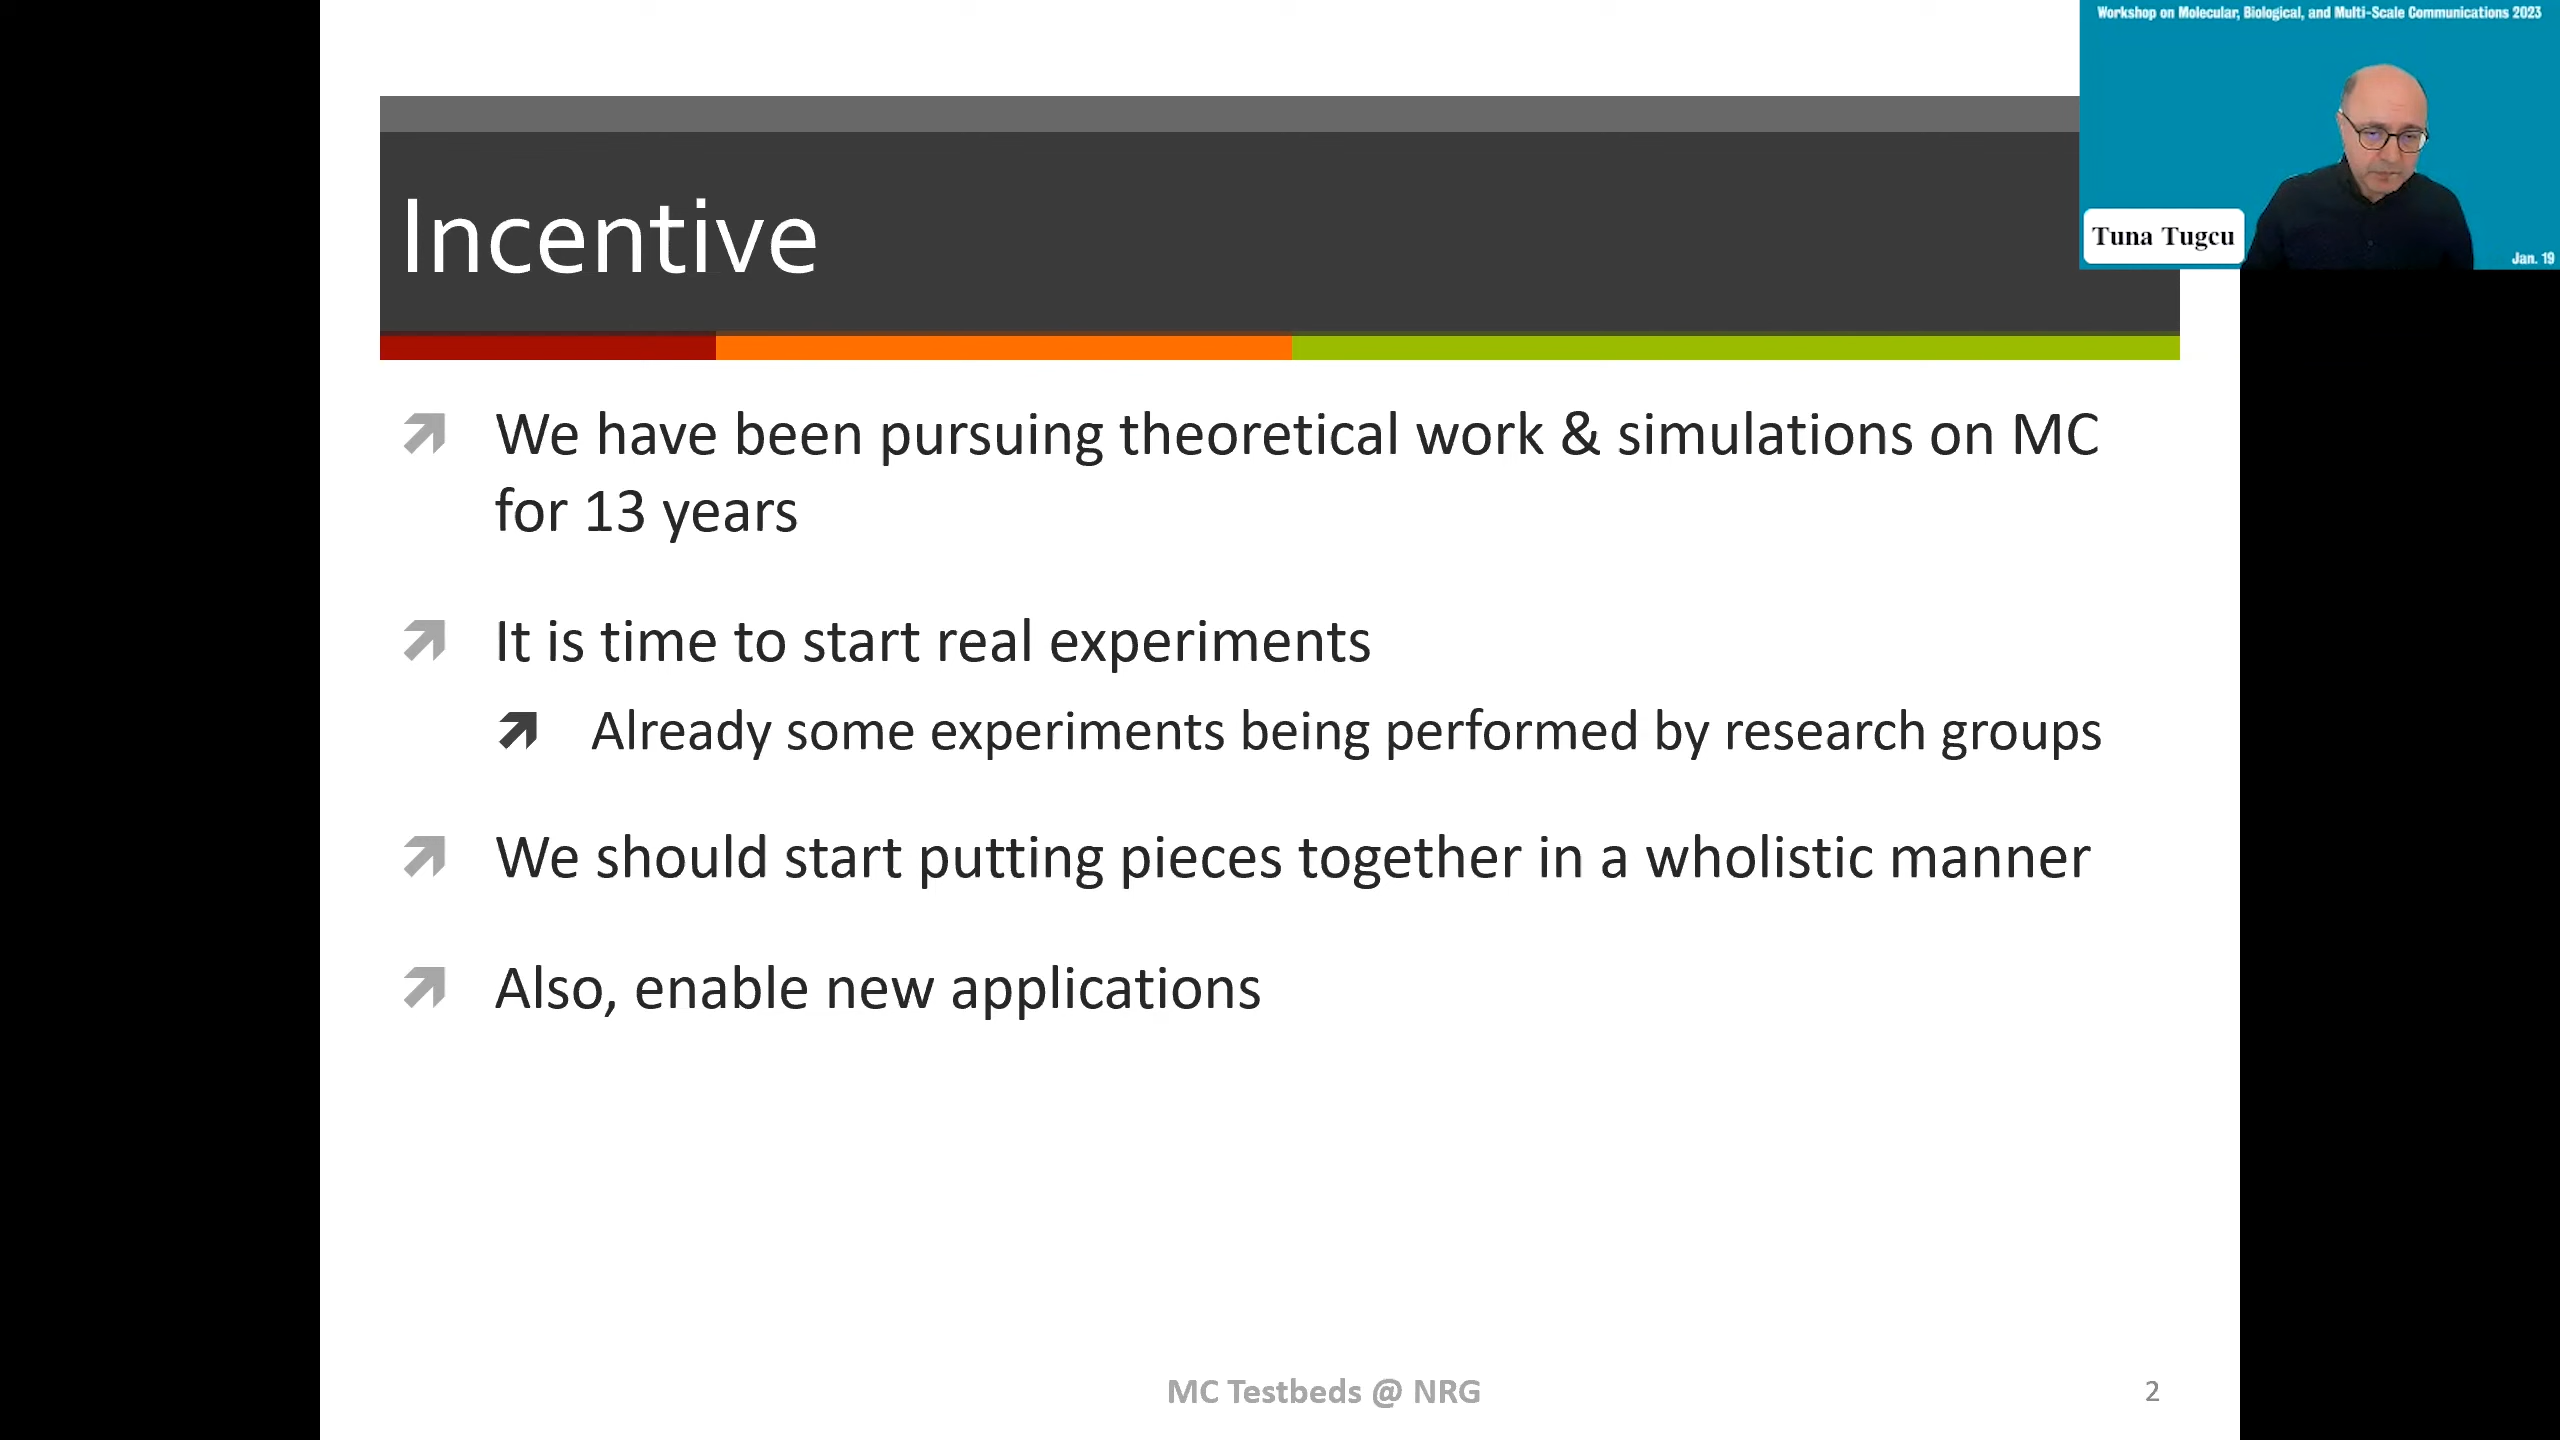 Workshop on Molecular, Biological, and Multi-Scale Communications 2023
Tuna Tugcu
Jan. 19
Incentive
We have been pursuing theoretical work & simulations on MC
for 13 years
It is time to start real experiments
Already some experiments being performed by research groups
We should start putting pieces together in a wholistic manner
Also, enable new applications
MC Testbeds @ NRG
2